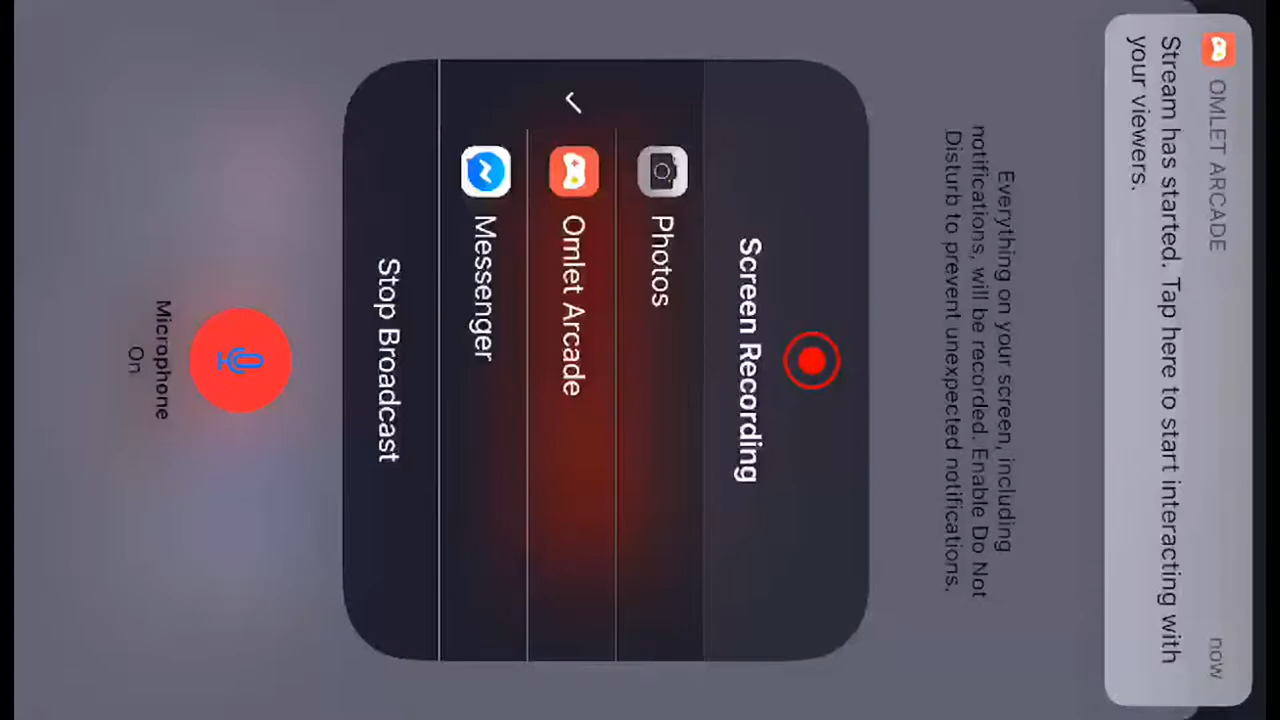 OMLET ARCADE now
Stream has started. Tap here to start interacting with
your viewers.
Everything on your screen, including
notifications, will be recorded. Enable Do Not
Disturb to prevent unexpected notifications.
Screen Recording
Photos
Omlet Arcade
Messenger
Stop Broadcast
Microphone
On